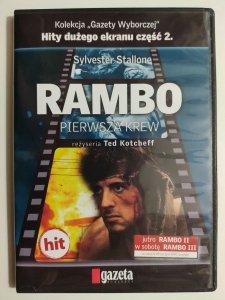 Kolekcja „Gazety Wyborczej”
Hity dużego ekranu część 2.
Sylvester Stallone
RAMBO
PIERWSZA KREW
reżyseria Ted Kotcheff
hit
jutro RAMBO II
w sobotę RAMBO III
gazeta